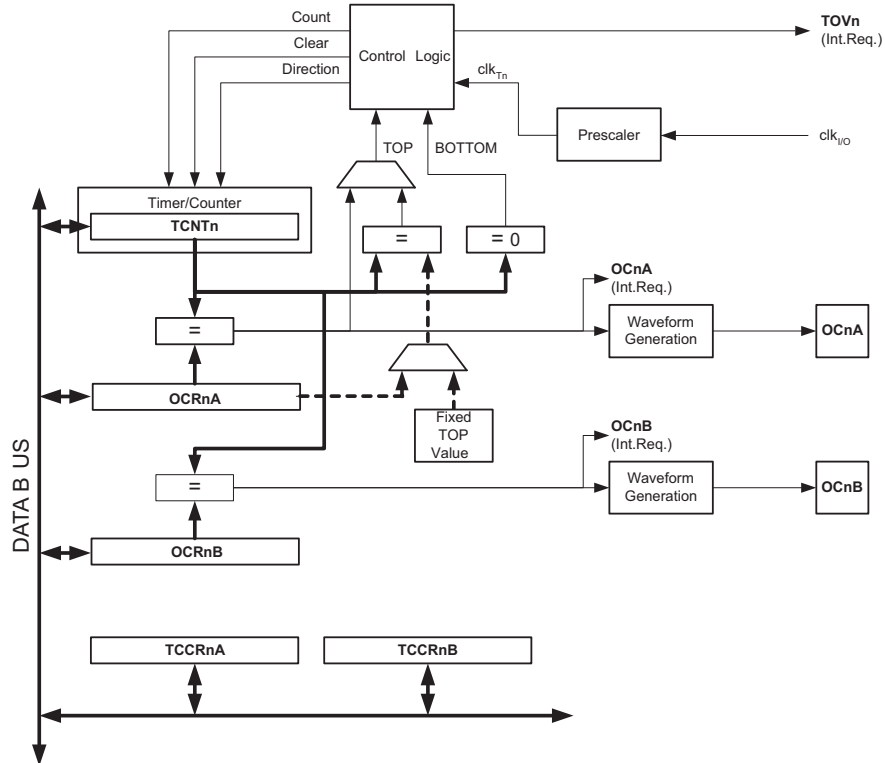 Count
Clear
Direction
Control Logic
TOVn
(Int.Req.)
clkTn
Prescaler
clkI/O
TOP
BOTTOM
Timer/Counter
TCNTn
=
= 0
OCnA
(Int.Req.)
=
Waveform
Generation
OCnA
OCRnA
Fixed
TOP
Value
OCnB
(Int.Req.)
=
Waveform
Generation
OCnB
OCRnB
DATA B US
TCCRnA
TCCRnB